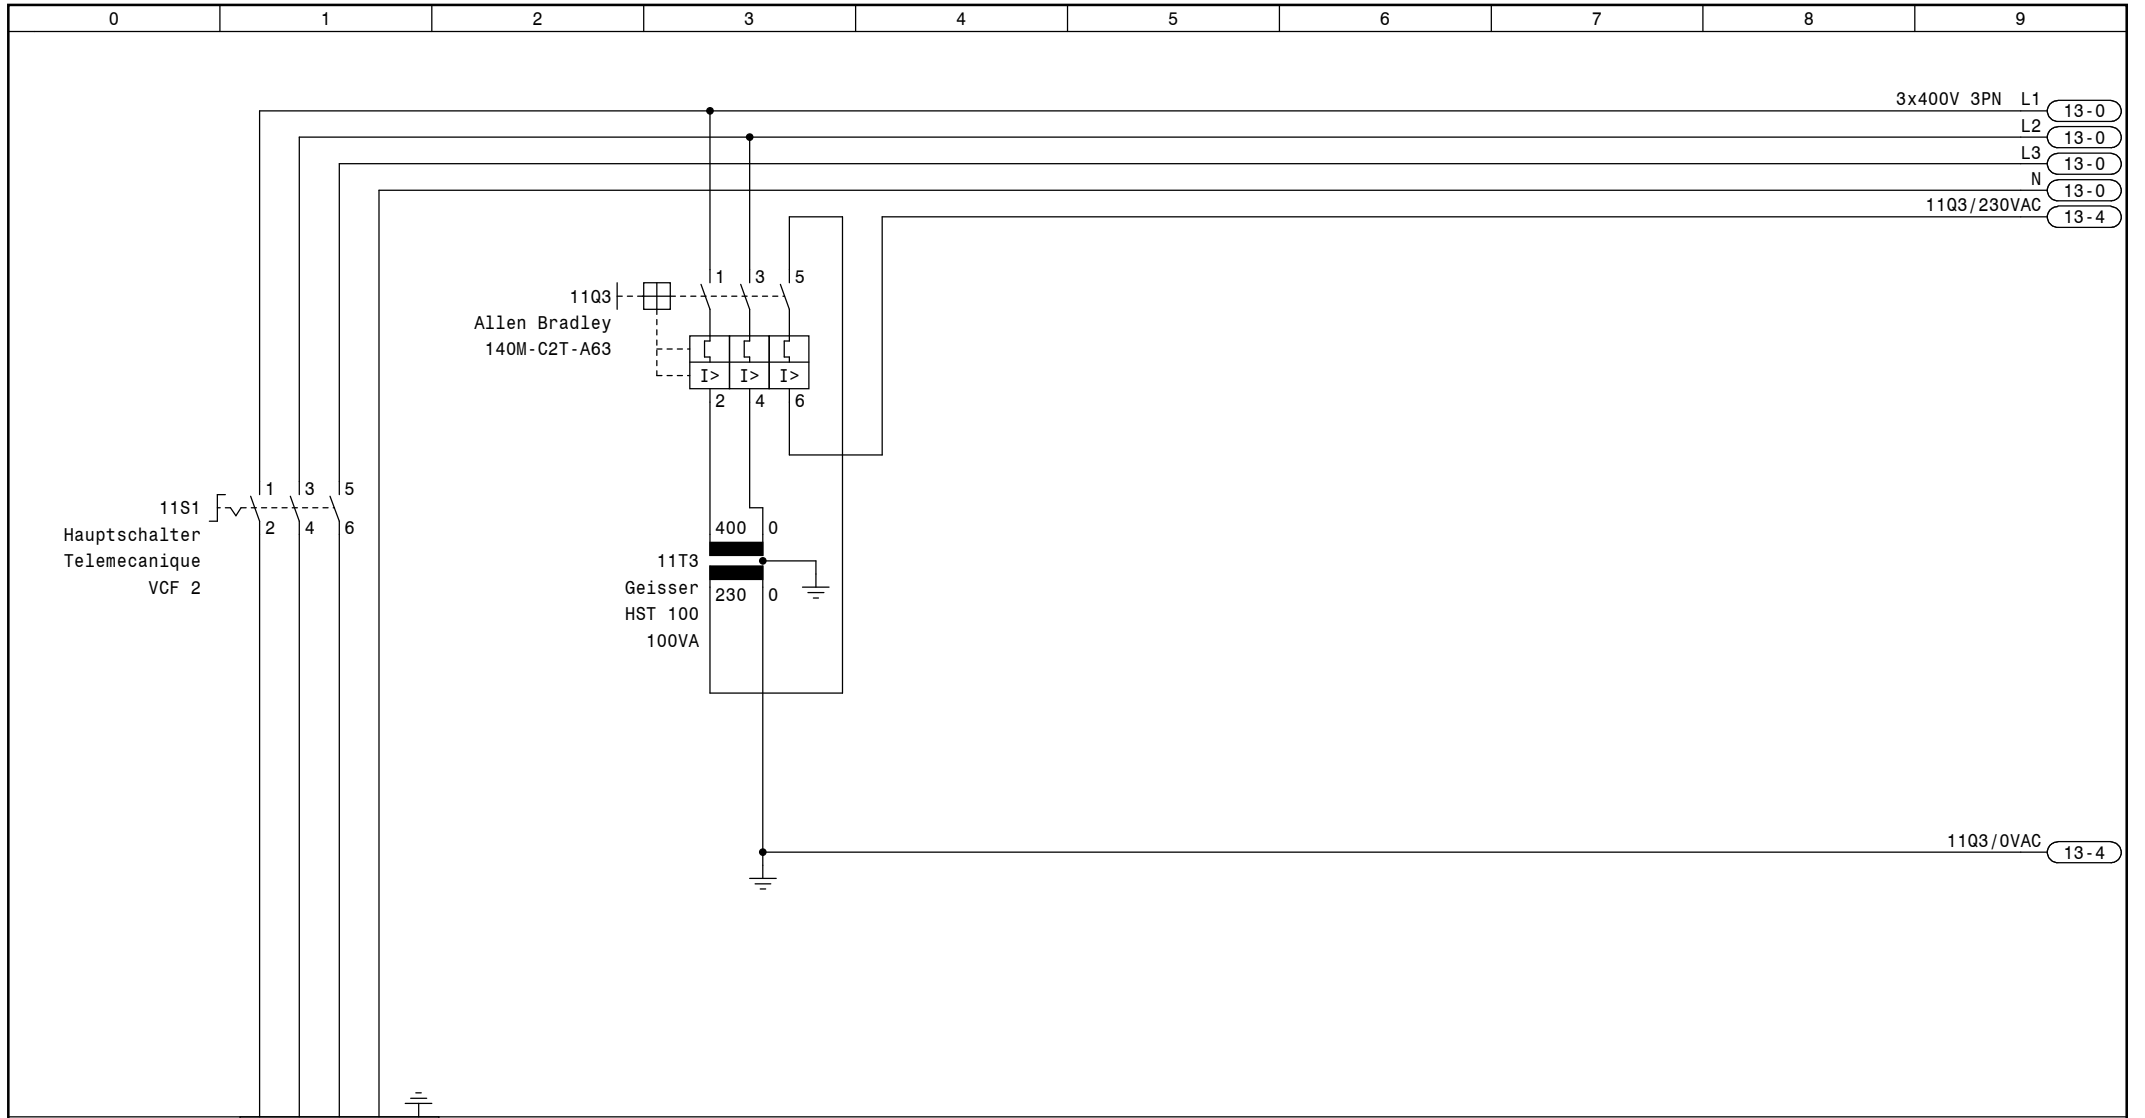 0 1 2 3 4 5 6 7 8 9
3x400V 3PN L1 13-0
L2 13-0
L3 13-0
N 13-0
11Q3/230VAC 13-4
1 3 5
11Q3
Allen Bradley
140M-C2T-A63
I> I> I>
2 4 6
1 3 5
11S1
2 4 6
Hauptschalter
Telemecanique
VCF 2
400 0
11T3
Geisser
230 0
HST 100
100VA
11Q3/0VAC 13-4